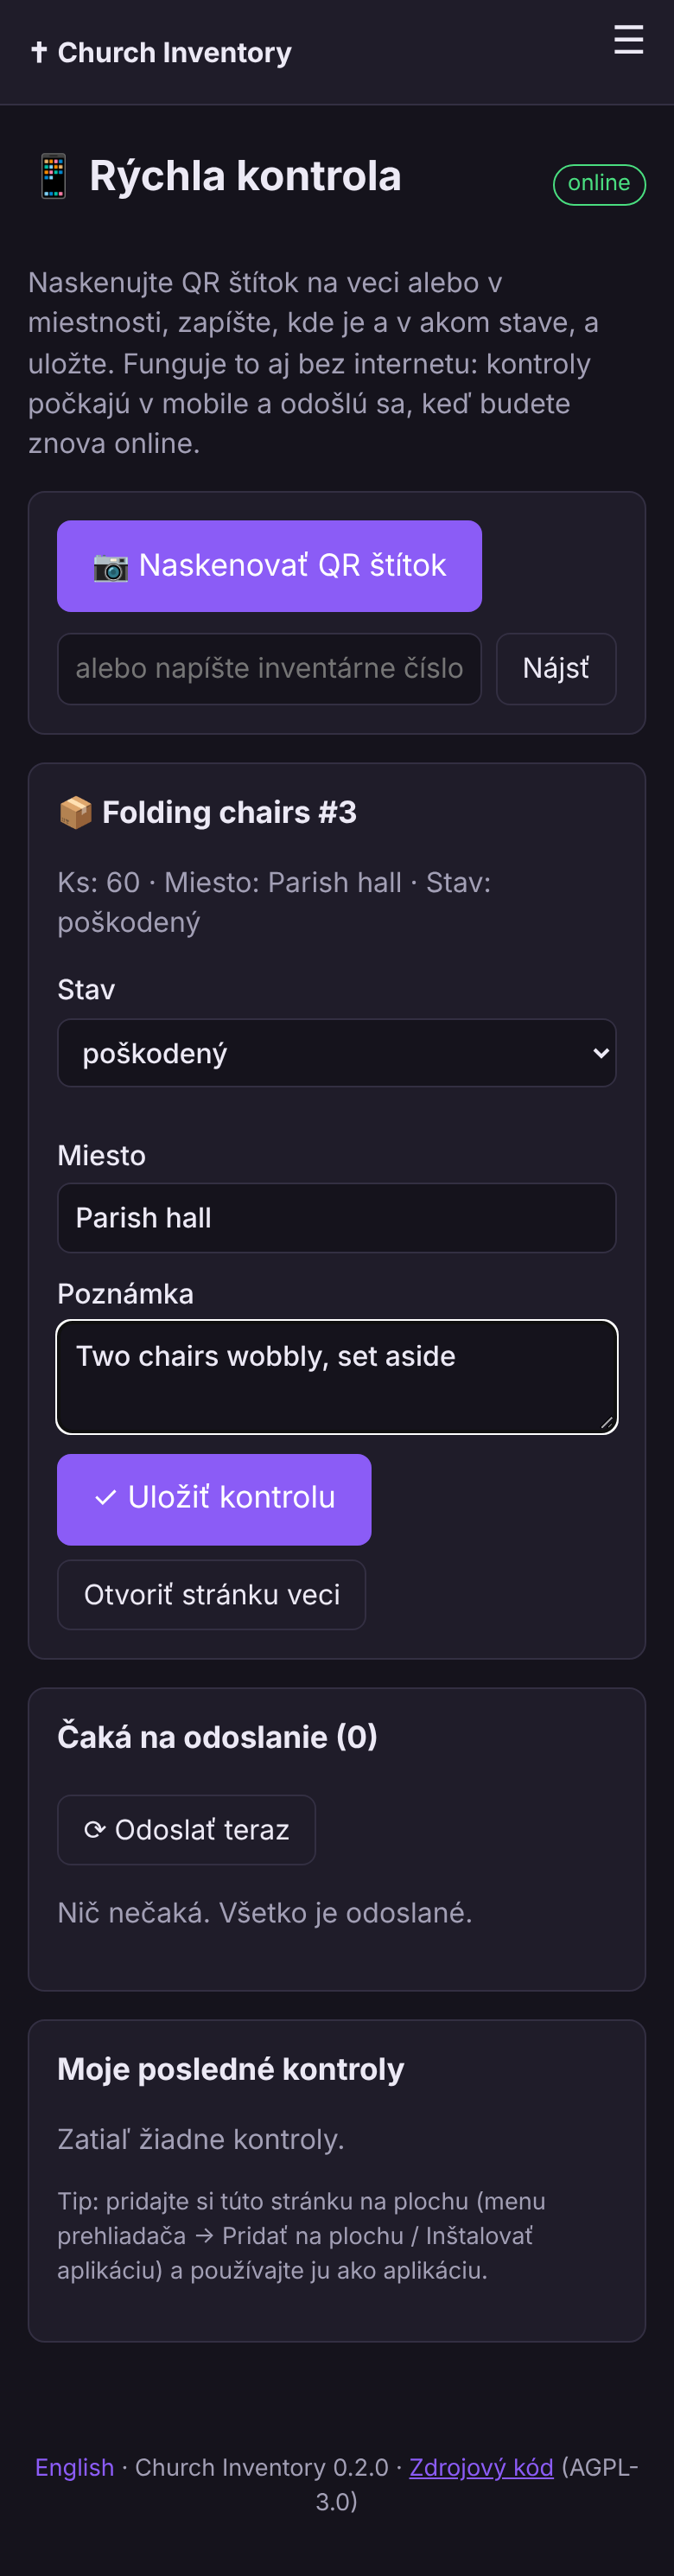 ✝ Church Inventory
☰
📱 Rýchla kontrola
online
Naskenujte QR štítok na veci alebo v
miestnosti, zapíšte, kde je a v akom stave, a
uložte. Funguje to aj bez internetu: kontroly
počkajú v mobile a odošlú sa, keď budete
znova online.
📷 Naskenovať QR štítok
alebo napíšte inventárne číslo
Nájsť
📦 Folding chairs #3
Ks: 60 · Miesto: Parish hall · Stav:
poškodený
Stav
poškodený
Miesto
Parish hall
Poznámka
Two chairs wobbly, set aside
✓ Uložiť kontrolu
Otvoriť stránku veci
Čaká na odoslanie (0)
⟳ Odoslať teraz
Nič nečaká. Všetko je odoslané.
Moje posledné kontroly
Zatiaľ žiadne kontroly.
Tip: pridajte si túto stránku na plochu (menu
prehliadača → Pridať na plochu / Inštalovať
aplikáciu) a používajte ju ako aplikáciu.
English · Church Inventory 0.2.0 · Zdrojový kód (AGPL-
3.0)